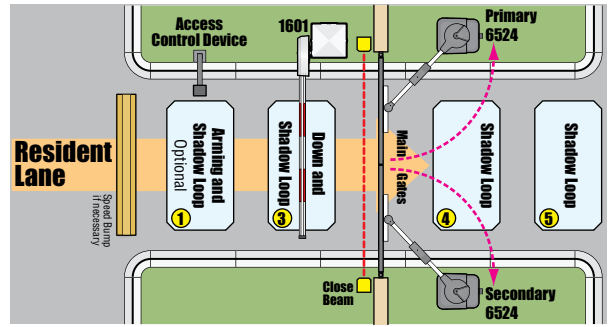 Access
Control Device
1601
Primary
6524
Resident
Lane
Speed Bump
if necessary
Arming and
Shadow Loop
Optional
1
Down and
Shadow Loop
3
Main
Gates
Shadow Loop
4
Shadow Loop
5
Close
Beam
Secondary
6524